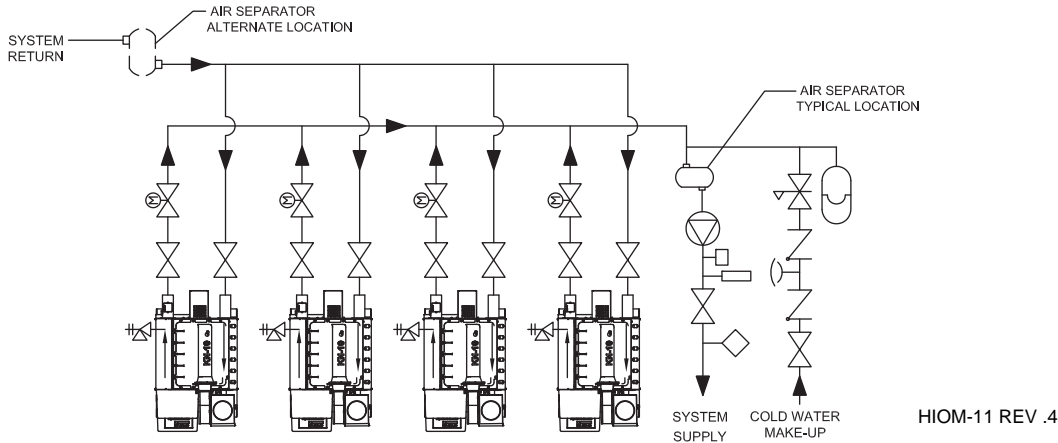 AIR SEPARATOR
ALTERNATE LOCATION
SYSTEM
RETURN
AIR SEPARATOR
TYPICAL LOCATION
M
M
M
M
SYSTEM
SUPPLY
COLD WATER
MAKE-UP
HIOM-11 REV .4